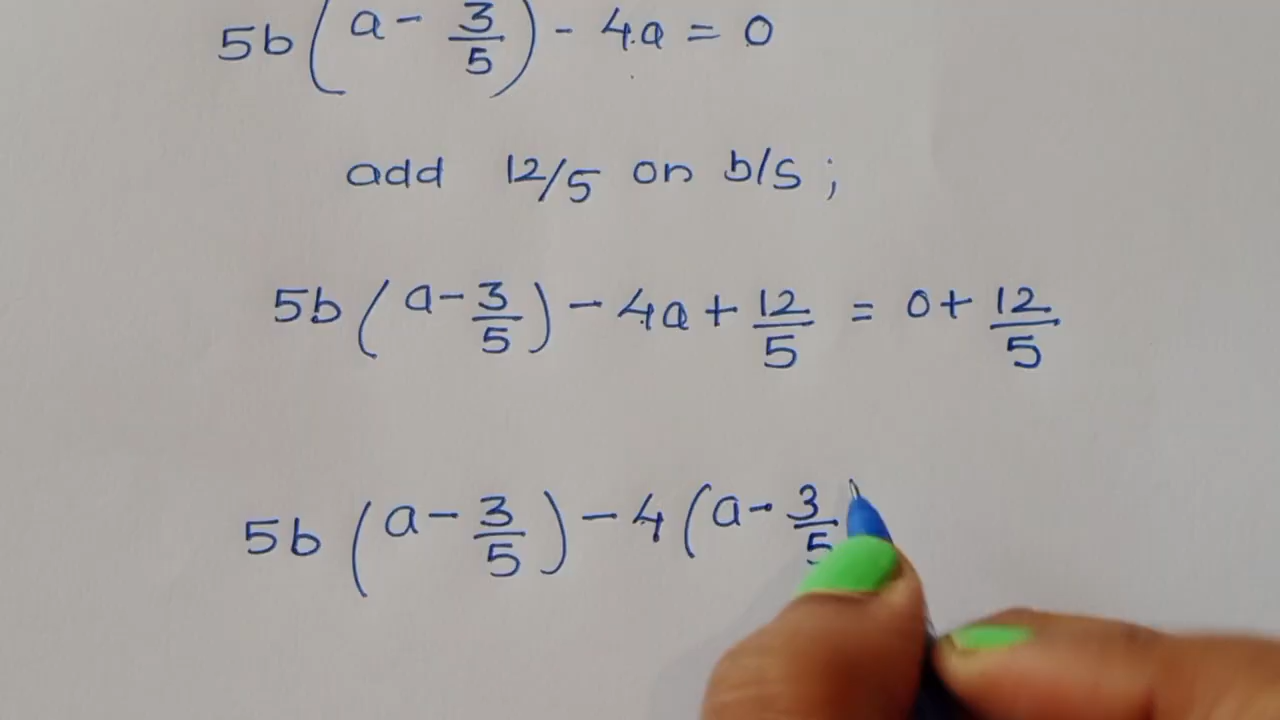 5b(a - 3/5) - 4a = 0
add 12/5 on b/s ;
5b(a - 3/5) - 4a + 12/5 = 0 + 12/5
5b(a - 3/5) - 4(a - 3/5